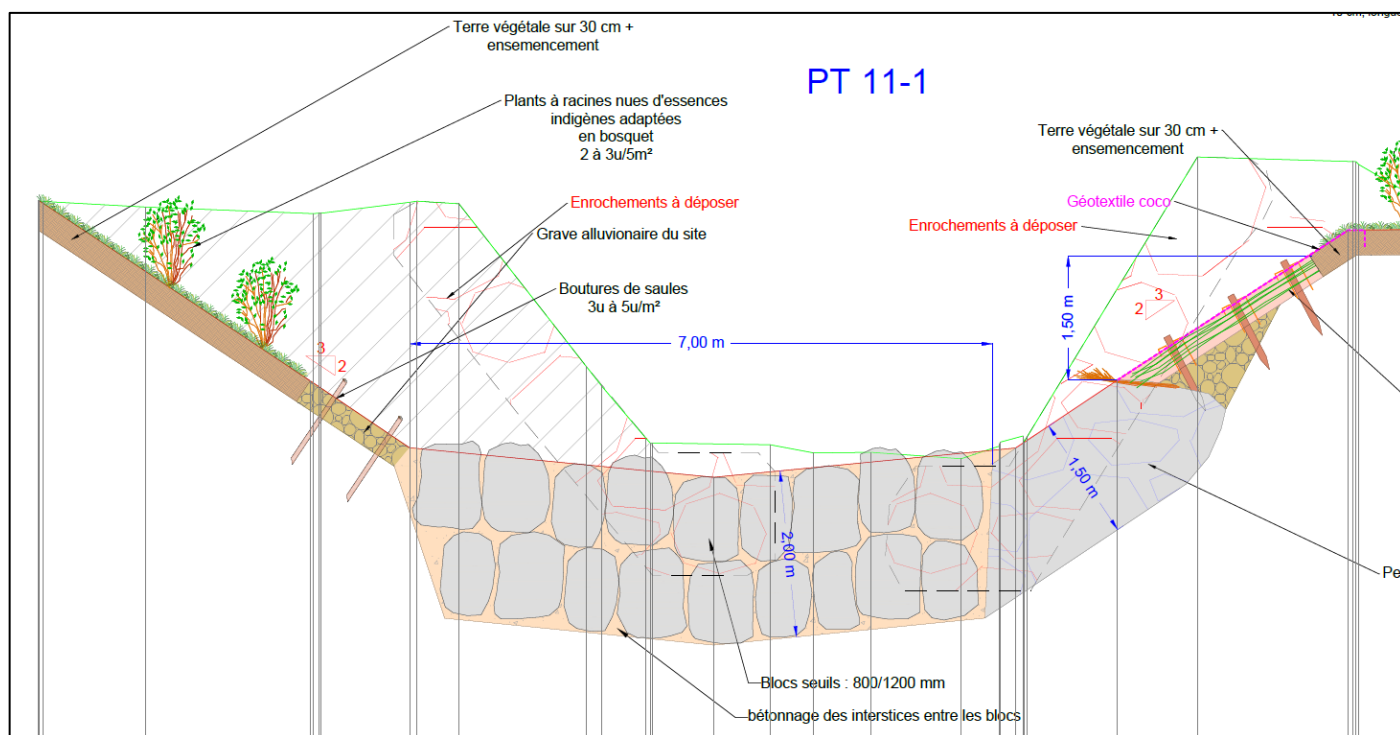 Terre végétale sur 30 cm +
ensemencement
PT 11-1
Plants à racines nues d'essences
indigènes adaptées
en bosquet
2 à 3u/5m²
Terre végétale sur 30 cm +
ensemencement
Enrochements à déposer
Géotextile coco
Grave alluvionaire du site
Enrochements à déposer
Boutures de saules
3u à 5u/m²
3
2
1,50 m
7,00 m
3
2
1,50 m
2,00 m
Pe
Blocs seuils : 800/1200 mm
bétonnage des interstices entre les blocs